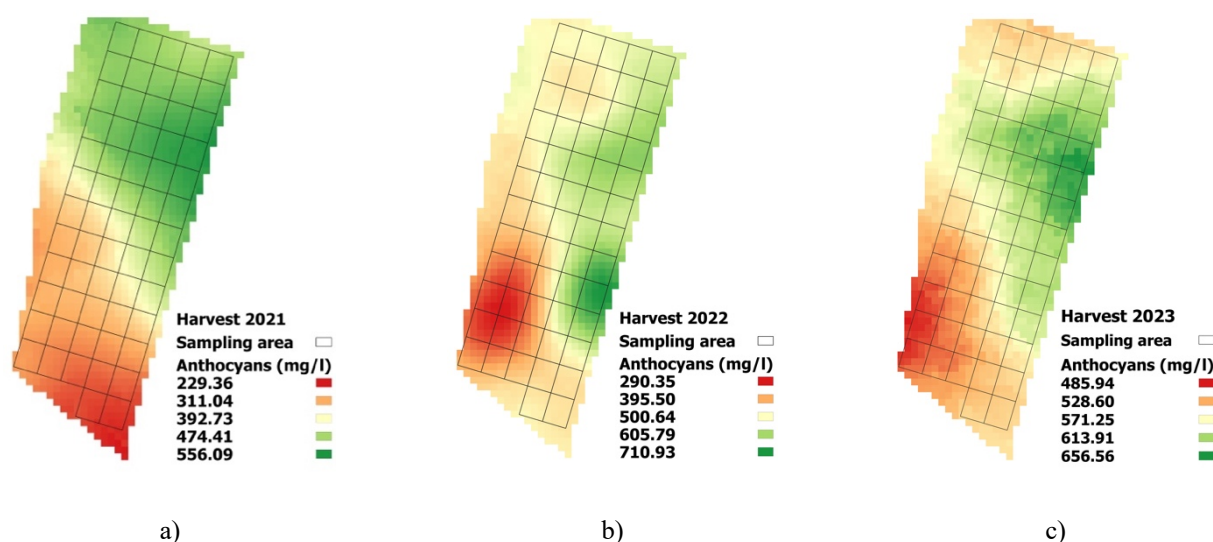 Harvest 2021
Sampling area
Anthocyans (mg/l)
229.36
311.04
392.73
474.41
556.09
a)
Harvest 2022
Sampling area
Anthocyans (mg/l)
290.35
395.50
500.64
605.79
710.93
b)
Harvest 2023
Sampling area
Anthocyans (mg/l)
485.94
528.60
571.25
613.91
656.56
c)